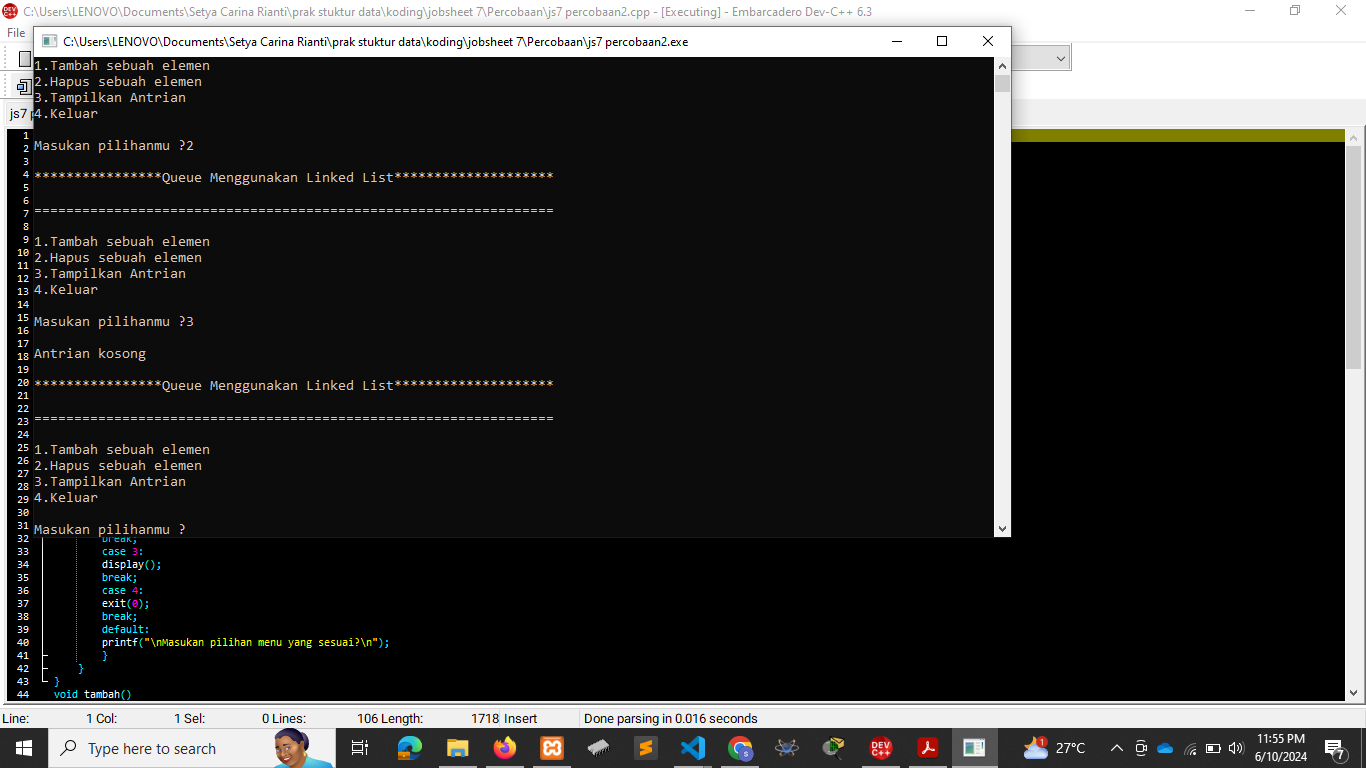 C:\Users\LENOVO\Documents\Setya Carina Rianti\prak stuktur data\koding\jobsheet 7\Percobaan\js7 percobaan2.cpp - [Executing] - Embarcadero Dev-C++ 6.3
File
C:\Users\LENOVO\Documents\Setya Carina Rianti\prak stuktur data\koding\jobsheet 7\Percobaan\js7 percobaan2.exe
js7
1.Tambah sebuah elemen
2.Hapus sebuah elemen
3.Tampilkan Antrian
4.Keluar
Masukan pilihanmu ?2
****************Queue Menggunakan Linked List********************
=================================================================
1.Tambah sebuah elemen
2.Hapus sebuah elemen
3.Tampilkan Antrian
4.Keluar
Masukan pilihanmu ?3
Antrian kosong
****************Queue Menggunakan Linked List********************
=================================================================
1.Tambah sebuah elemen
2.Hapus sebuah elemen
3.Tampilkan Antrian
4.Keluar
Masukan pilihanmu ?
1
2
3
4
5
6
7
8
9
10
11
12
13
14
15
16
17
18
19
20
21
22
23
24
25
26
27
28
29
30
31
32 break;
33 case 3:
34 display();
35 break;
36 case 4:
37 exit(0);
38 break;
39 default:
40 printf("\nMasukan pilihan menu yang sesuai?\n");
41 }
42 }
43 }
44 void tambah()
Line: 1 Col: 1 Sel: 0 Lines: 106 Length: 1718 Insert Done parsing in 0.016 seconds
Type here to search
DEV C++
1
27°C
11:55 PM
6/10/2024
7